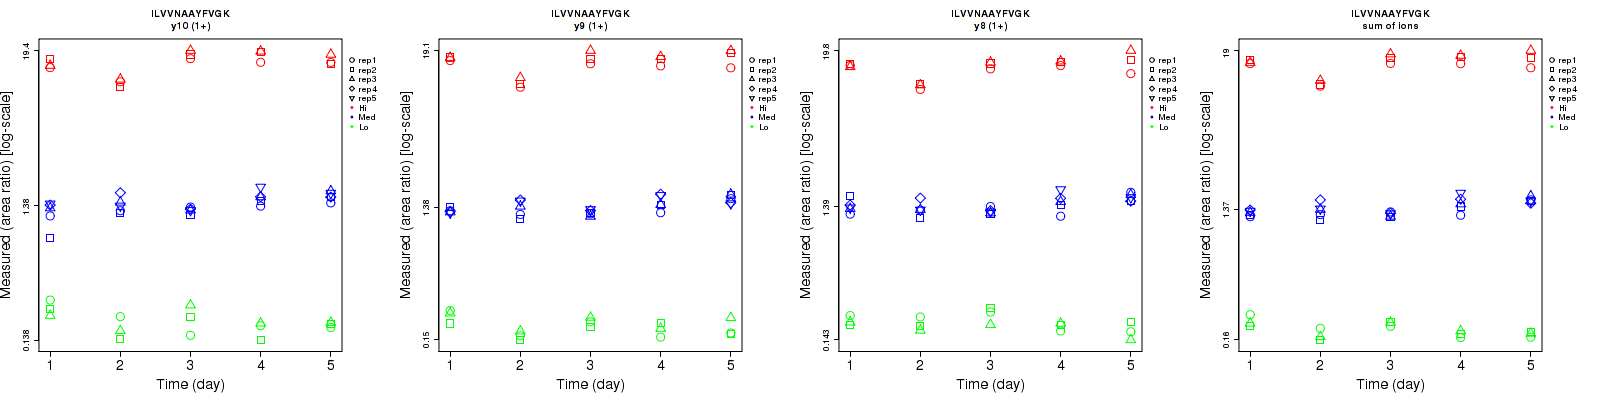 ILVVNAAYFVGK
y10 (1+)
Measured (area ratio) [log-scale]
19.4
1.38
0.138
1 2 3 4 5
Time (day)
rep1
rep2
rep3
rep4
rep5
Hi
Med
Lo
ILVVNAAYFVGK
y9 (1+)
Measured (area ratio) [log-scale]
19.1
1.38
0.15
1 2 3 4 5
Time (day)
rep1
rep2
rep3
rep4
rep5
Hi
Med
Lo
ILVVNAAYFVGK
y8 (1+)
Measured (area ratio) [log-scale]
19.8
1.39
0.143
1 2 3 4 5
Time (day)
rep1
rep2
rep3
rep4
rep5
Hi
Med
Lo
ILVVNAAYFVGK
sum of ions
Measured (area ratio) [log-scale]
19
1.37
0.16
1 2 3 4 5
Time (day)
rep1
rep2
rep3
rep4
rep5
Hi
Med
Lo